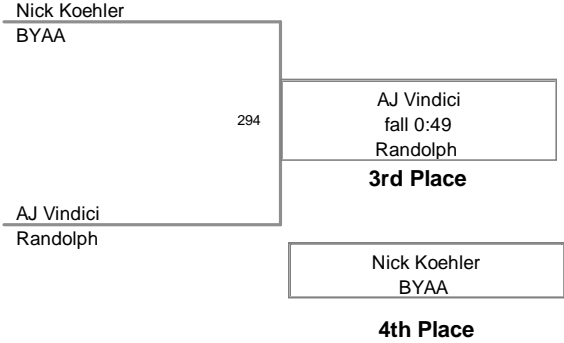 Nick Koehler
BYAA
294
AJ Vindici
fall 0:49
Randolph
3rd Place
AJ Vindici
Randolph
Nick Koehler
BYAA
4th Place